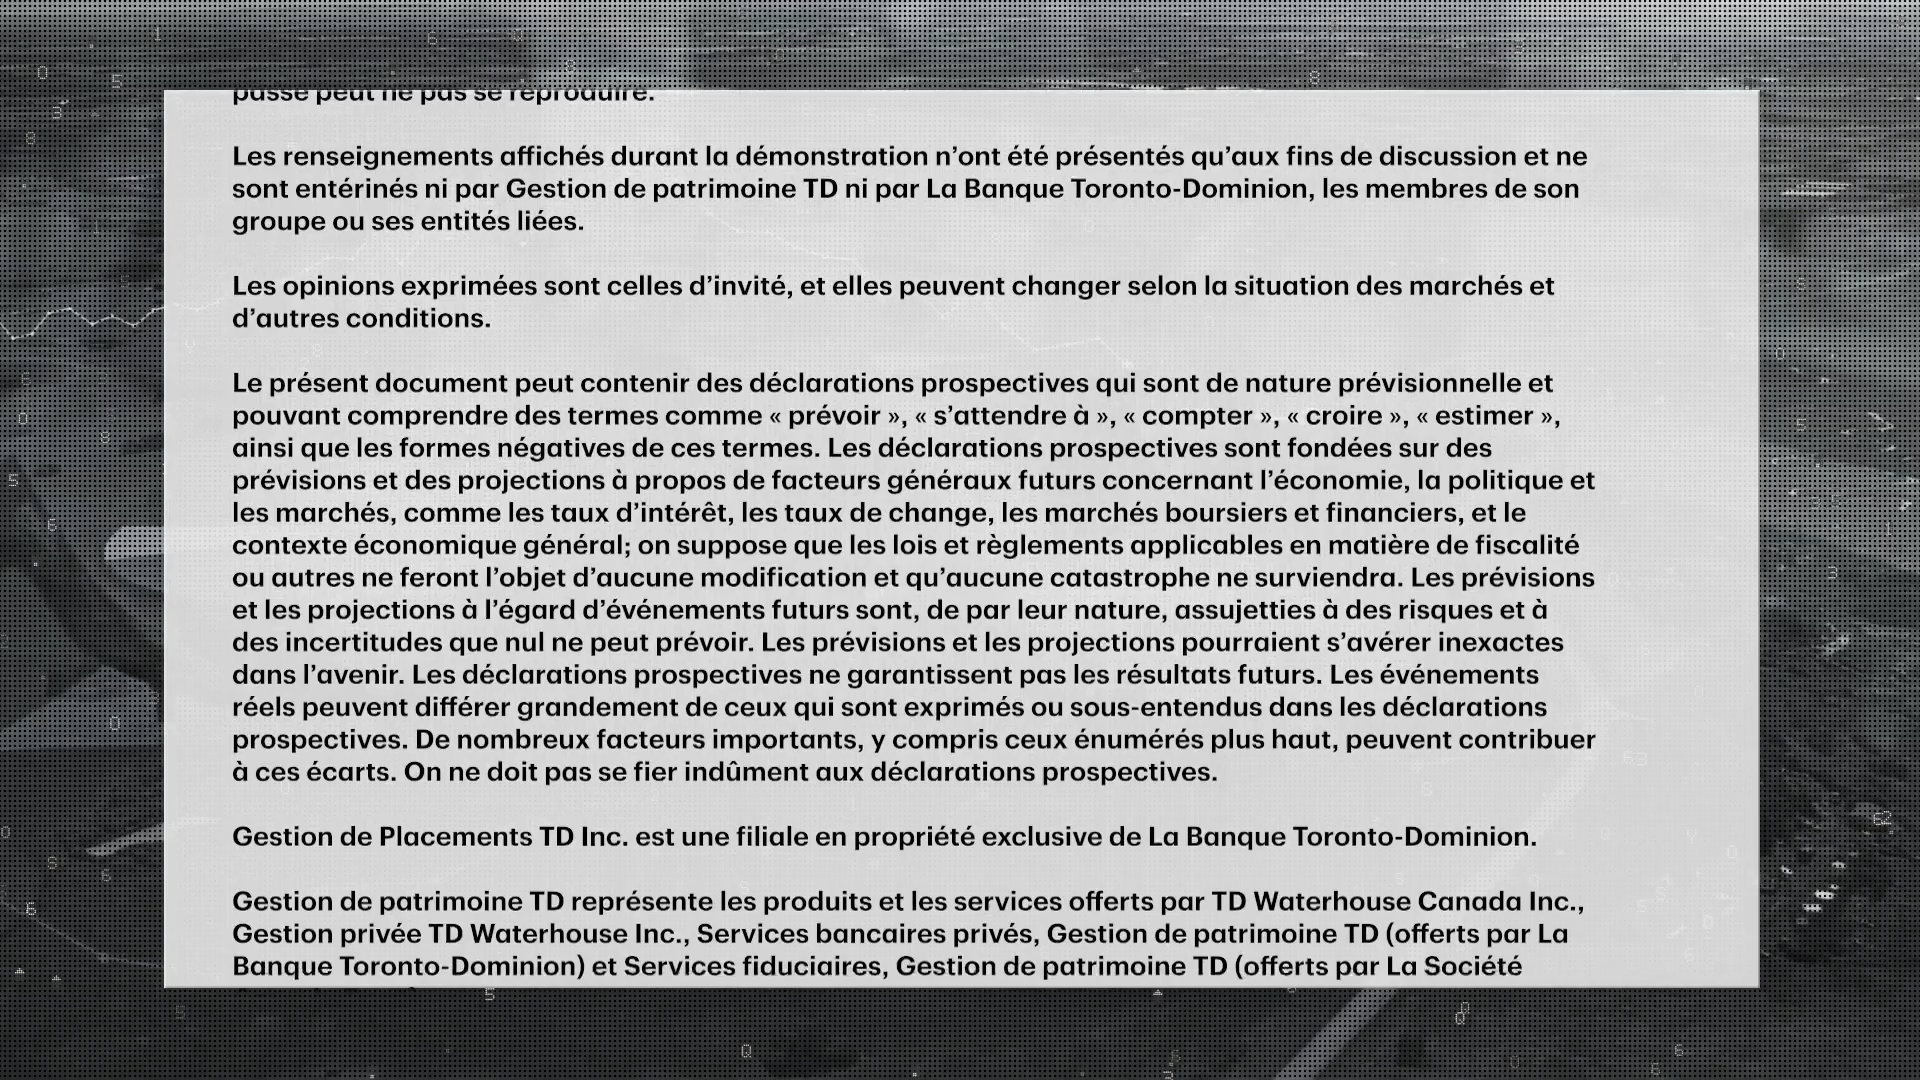 passé peut ne pas se reproduire.
Les renseignements affichés durant la démonstration n’ont été présentés qu’aux fins de discussion et ne
sont entérinés ni par Gestion de patrimoine TD ni par La Banque Toronto-Dominion, les membres de son
groupe ou ses entités liées.
Les opinions exprimées sont celles d’invité, et elles peuvent changer selon la situation des marchés et
d’autres conditions.
Le présent document peut contenir des déclarations prospectives qui sont de nature prévisionnelle et
pouvant comprendre des termes comme « prévoir », « s’attendre à », « compter », « croire », « estimer »,
ainsi que les formes négatives de ces termes. Les déclarations prospectives sont fondées sur des
prévisions et des projections à propos de facteurs généraux futurs concernant l’économie, la politique et
les marchés, comme les taux d’intérêt, les taux de change, les marchés boursiers et financiers, et le
contexte économique général; on suppose que les lois et règlements applicables en matière de fiscalité
ou autres ne feront l’objet d’aucune modification et qu’aucune catastrophe ne surviendra. Les prévisions
et les projections à l’égard d’événements futurs sont, de par leur nature, assujetties à des risques et à
des incertitudes que nul ne peut prévoir. Les prévisions et les projections pourraient s’avérer inexactes
dans l’avenir. Les déclarations prospectives ne garantissent pas les résultats futurs. Les événements
réels peuvent différer grandement de ceux qui sont exprimés ou sous-entendus dans les déclarations
prospectives. De nombreux facteurs importants, y compris ceux énumérés plus haut, peuvent contribuer
à ces écarts. On ne doit pas se fier indûment aux déclarations prospectives.
Gestion de Placements TD Inc. est une filiale en propriété exclusive de La Banque Toronto-Dominion.
Gestion de patrimoine TD représente les produits et les services offerts par TD Waterhouse Canada Inc.,
Gestion privée TD Waterhouse Inc., Services bancaires privés, Gestion de patrimoine TD (offerts par La
Banque Toronto-Dominion) et Services fiduciaires, Gestion de patrimoine TD (offerts par La Société